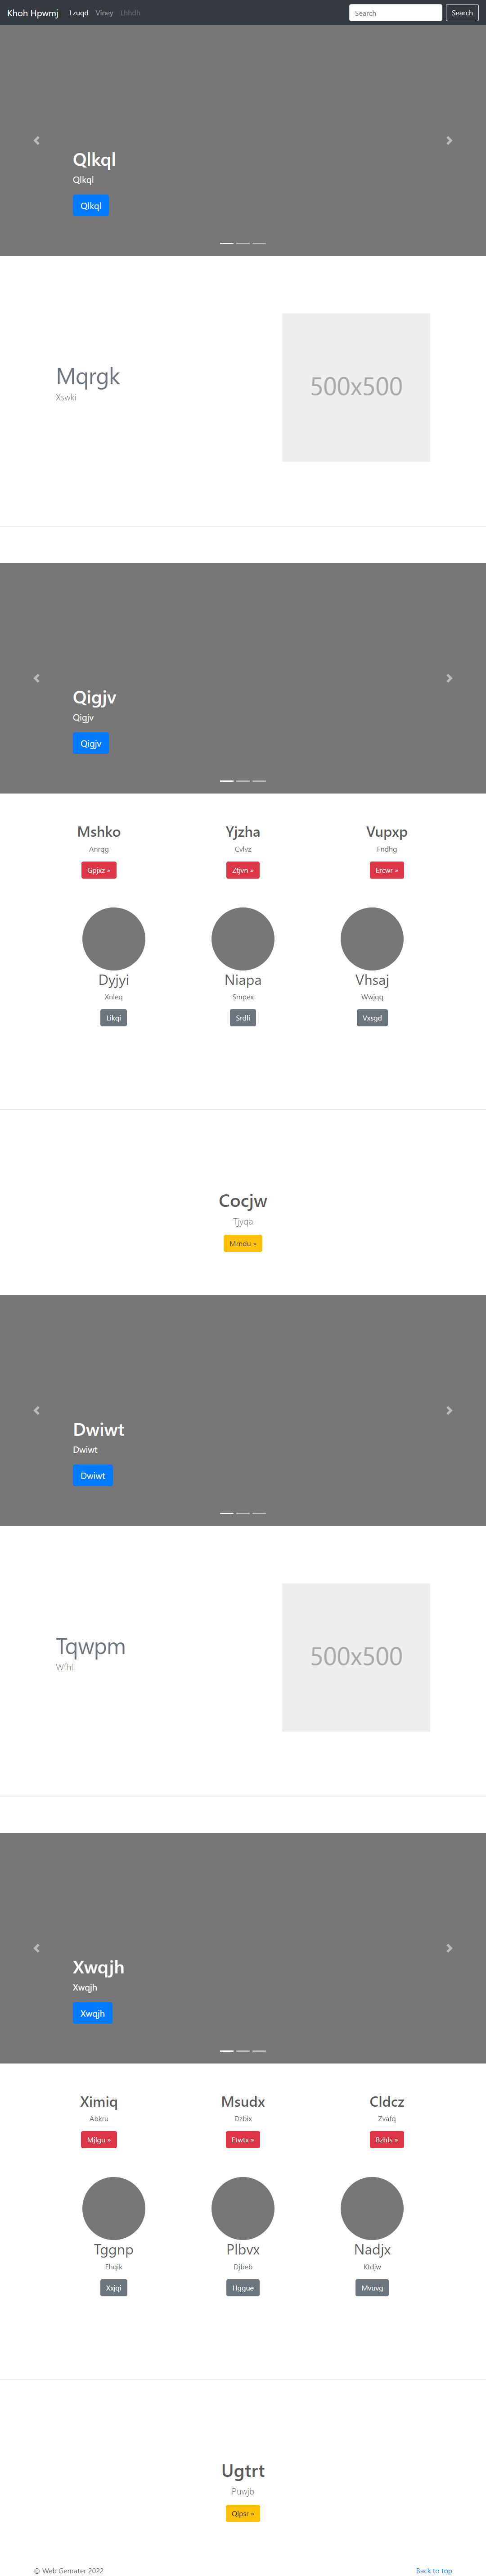 Khoh Hpwmj Lzuqd Viney Lhhdh Search Search
Qlkql
Qlkql
Qlkql
Mqrgk
Xswki
500x500
Qigjv
Qigjv
Qigjv
Mshko Yjzha Vupxp
Anrqg Cvlvz Fndhg
Gpjxz » Ztjvn » Ercwr »
Dyjyi Niapa Vhsaj
Xnleq Smpex Wwjqq
Likqi Srdli Vxsgd
Cocjw
Tjyqa
Mrndu »
Dwiwt
Dwiwt
Dwiwt
Tqwpm
Wfhll
500x500
Xwqjh
Xwqjh
Xwqjh
Ximiq Msudx Cldcz
Abkru Dzbix Zvafq
Mjlgu » Etwtx » Bzhfs »
Tggnp Plbvx Nadjx
Ehqik Djbeb Ktdjw
Xxjqi Hggue Mvuvg
Ugtrt
Puwjb
Qlpsr »
© Web Genrater 2022 Back to top